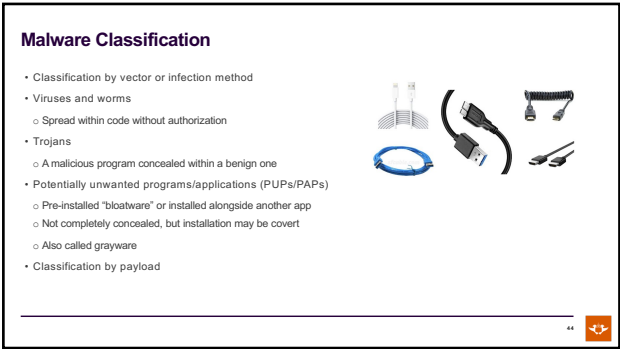 Malware Classification
• Classification by vector or infection method
• Viruses and worms
o Spread within code without authorization
• Trojans
o A malicious program concealed within a benign one
• Potentially unwanted programs/applications (PUPs/PAPs)
o Pre-installed “bloatware” or installed alongside another app
o Not completely concealed, but installation may be covert
o Also called grayware
• Classification by payload
44